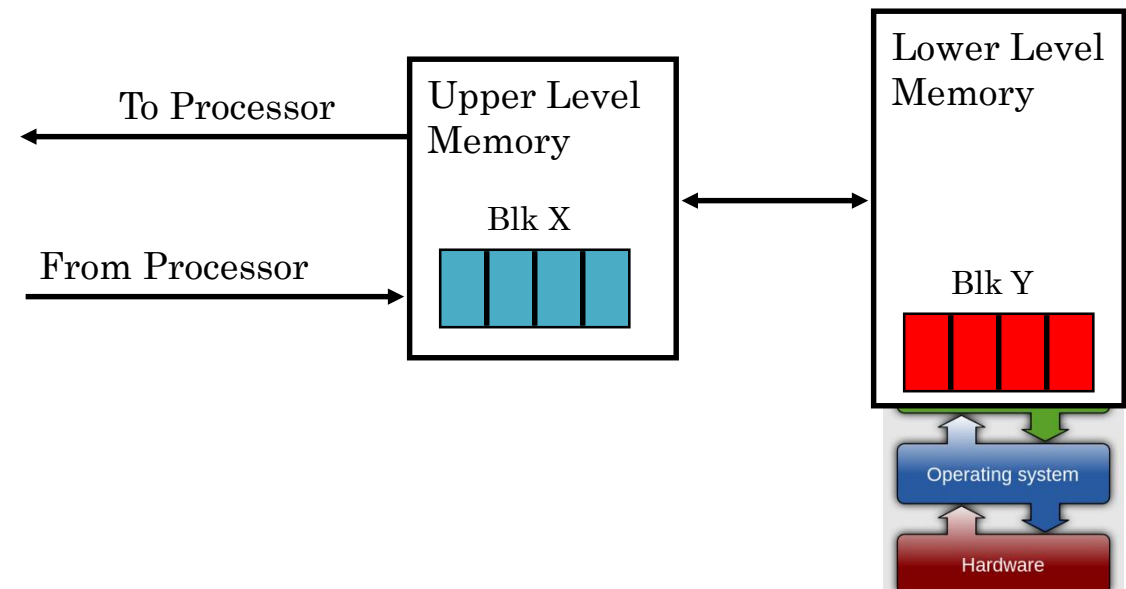 To Processor
From Processor
Upper Level
Memory
Blk X
Lower Level
Memory
Blk Y
Operating system
Hardware